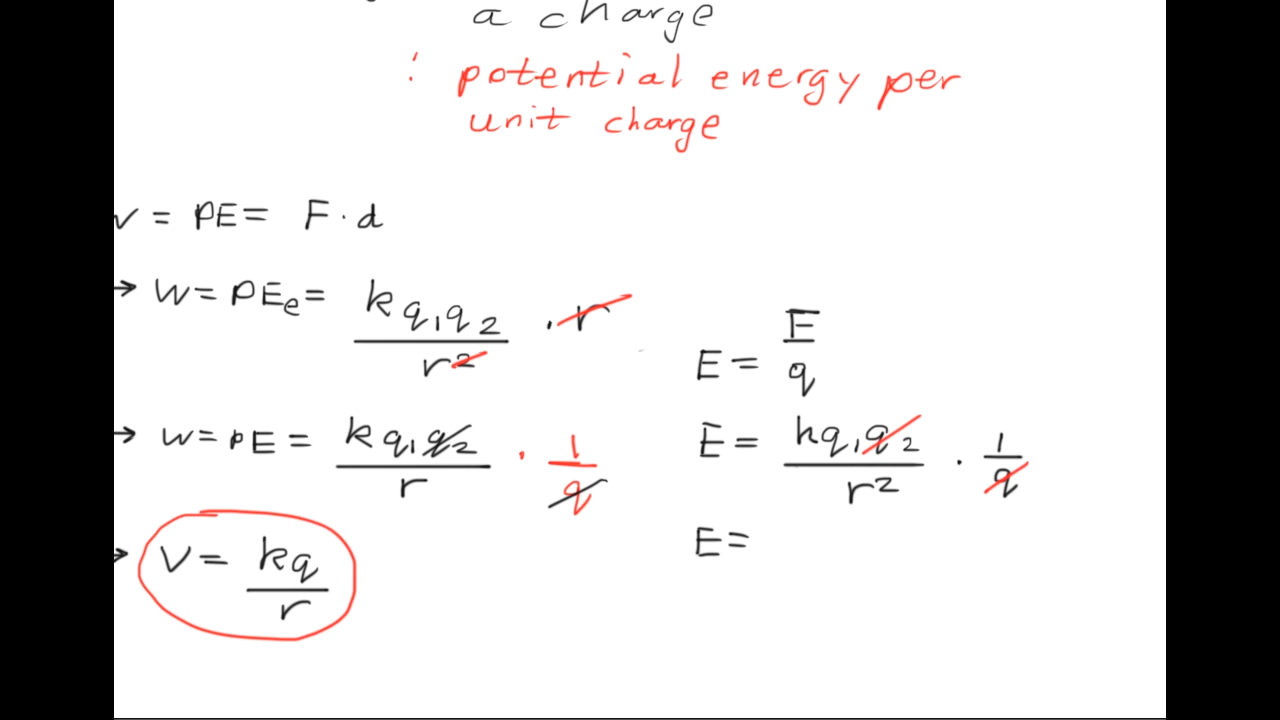 a charge
: potential energy per
unit charge
W = PE = F · d
→ W = PEe = kq₁q₂ / r² · r
→ W = PE = kq₁q₂ / r · 1/q
→ V = kq / r
E = F / q
E = kq₁q₂ / r² · 1/q
E =